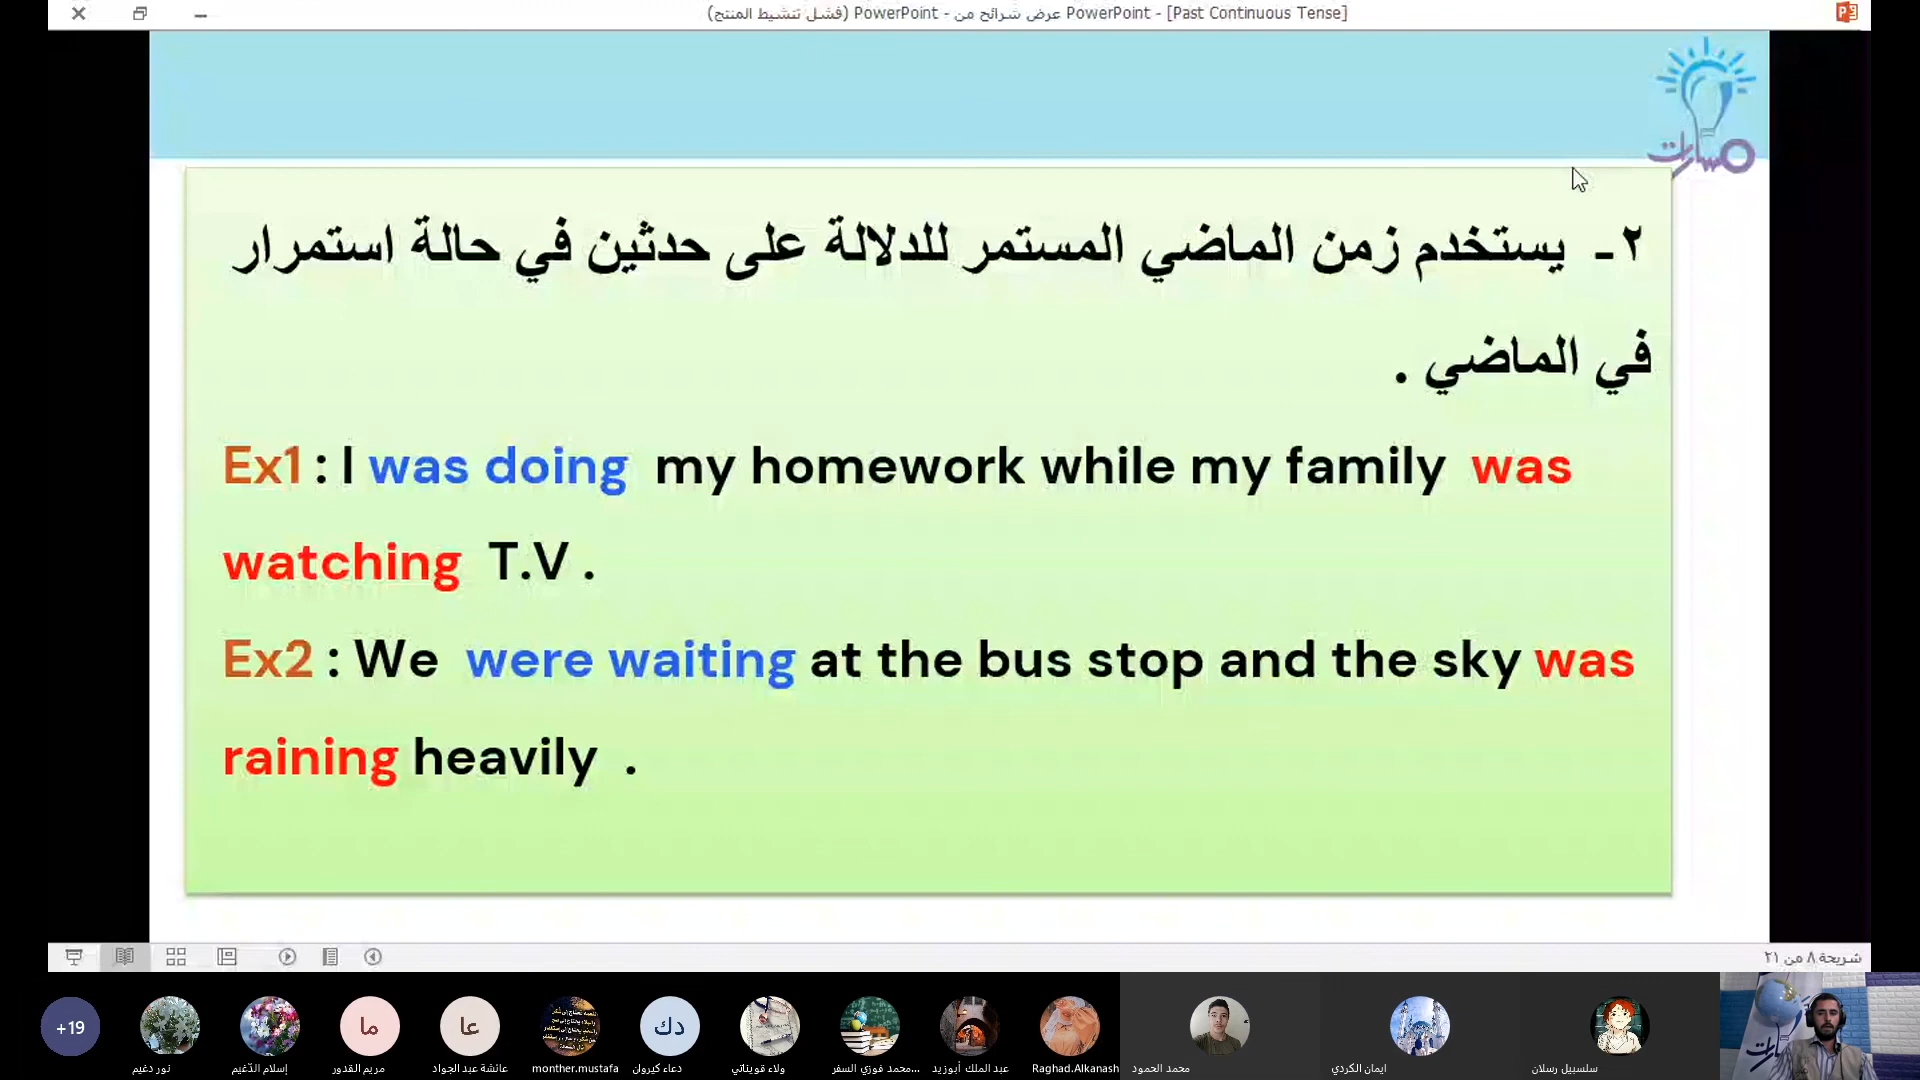 PowerPoint عرض شرائح من - PowerPoint (فشل تنشيط المنتج) - [Past Continuous Tense]
مسارات
٢- يستخدم زمن الماضي المستمر للدلالة على حدثين في حالة استمرار
في الماضي .
Ex1 : I was doing my homework while my family was
watching T.V .
Ex2 : We were waiting at the bus stop and the sky was
raining heavily .
شريحة ٨ من ٢١
+19
ما
عا
دك
نور دغيم
إسلام الدّغيم
مريم القدور
عائشة عبد الجواد
monther.mustafa
دعاء كيروان
ولاء قويناتي
محمد فوزي السفر...
عبد الملك أبوزيد
Raghad.Alkanash
محمد الحمود
ايمان الكردي
سلسبيل رسلان